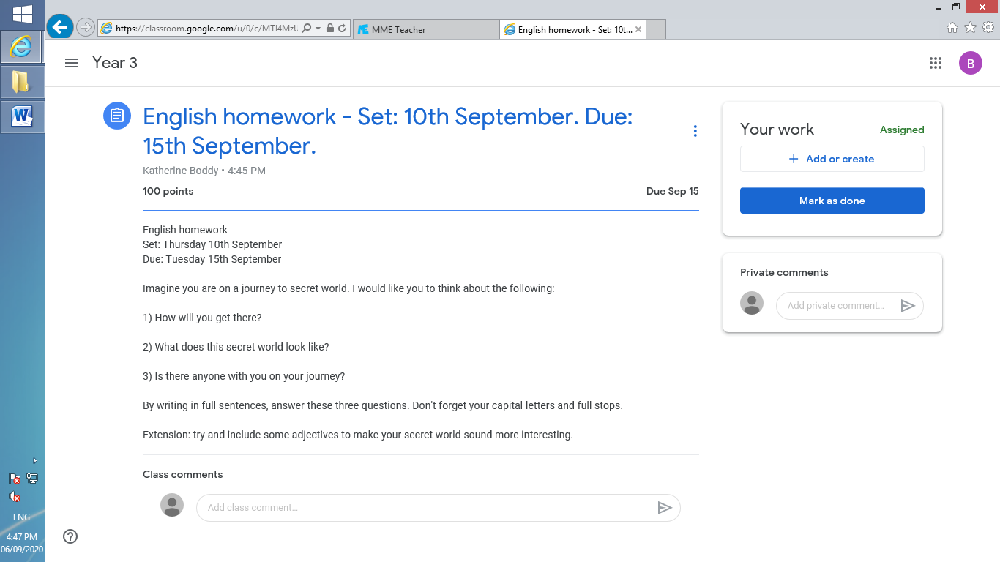 https://classroom.google.com/u/0/c/MTI4MzU
MME Teacher
English homework - Set: 10t...
Year 3
B
English homework - Set: 10th September. Due:
15th September.
Katherine Boddy • 4:45 PM
100 points
Due Sep 15
English homework
Set: Thursday 10th September
Due: Tuesday 15th September
Imagine you are on a journey to secret world. I would like you to think about the following:
1) How will you get there?
2) What does this secret world look like?
3) Is there anyone with you on your journey?
By writing in full sentences, answer these three questions. Don't forget your capital letters and full stops.
Extension: try and include some adjectives to make your secret world sound more interesting.
Class comments
Add class comment...
Your work
Assigned
+ Add or create
Mark as done
Private comments
Add private comment...
ENG
4:47 PM
06/09/2020